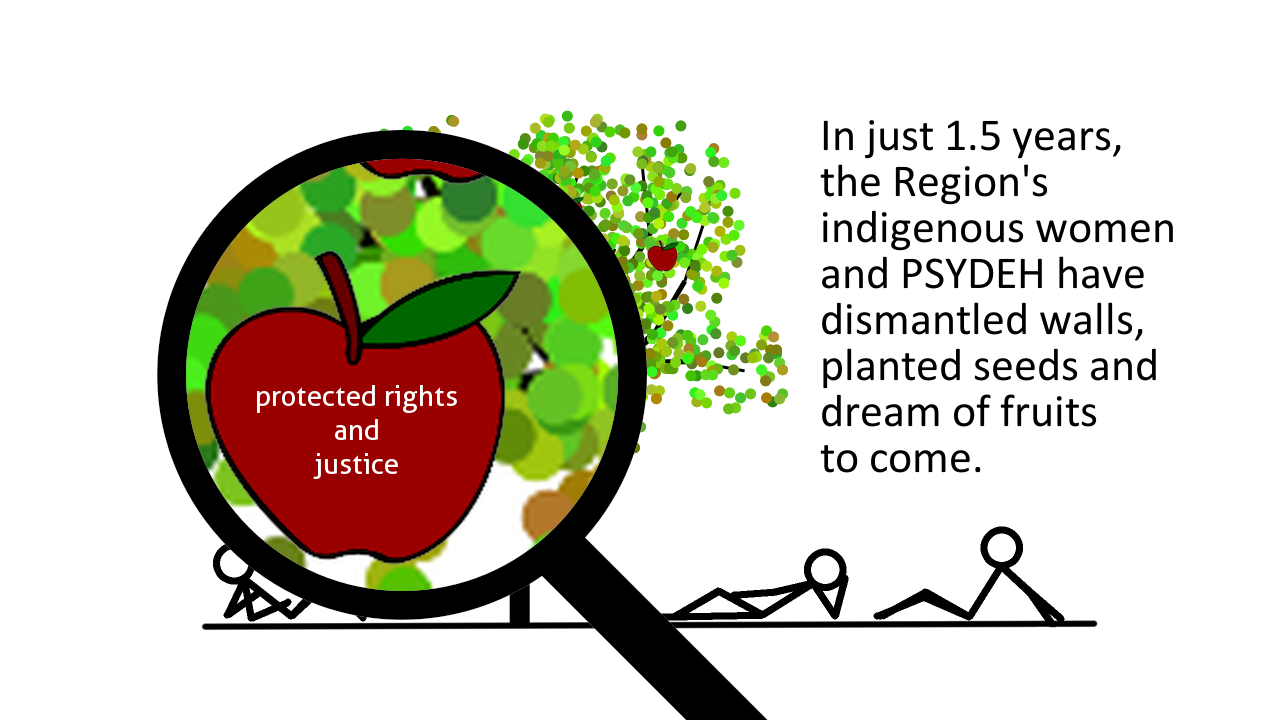 In just 1.5 years,
the Region's
indigenous women
and PSYDEH have
dismantled walls,
planted seeds and
dream of fruits
to come.
protected rights
and
justice